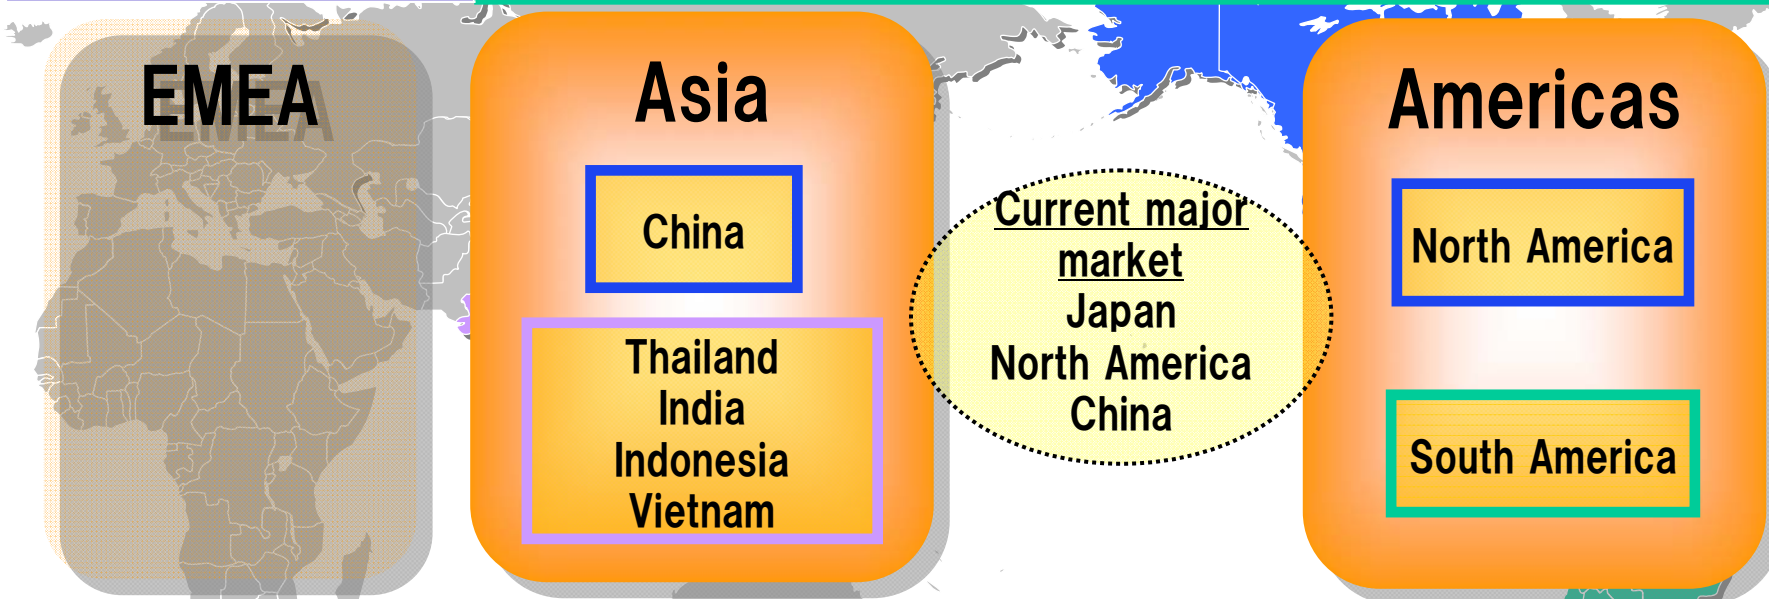 EMEA
Asia
China
Thailand
India
Indonesia
Vietnam
Current major
market
Japan
North America
China
Americas
North America
South America